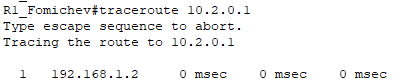 R1_Fomichev#traceroute 10.2.0.1
Type escape sequence to abort.
Tracing the route to 10.2.0.1
1 192.168.1.2 0 msec 0 msec 0 msec